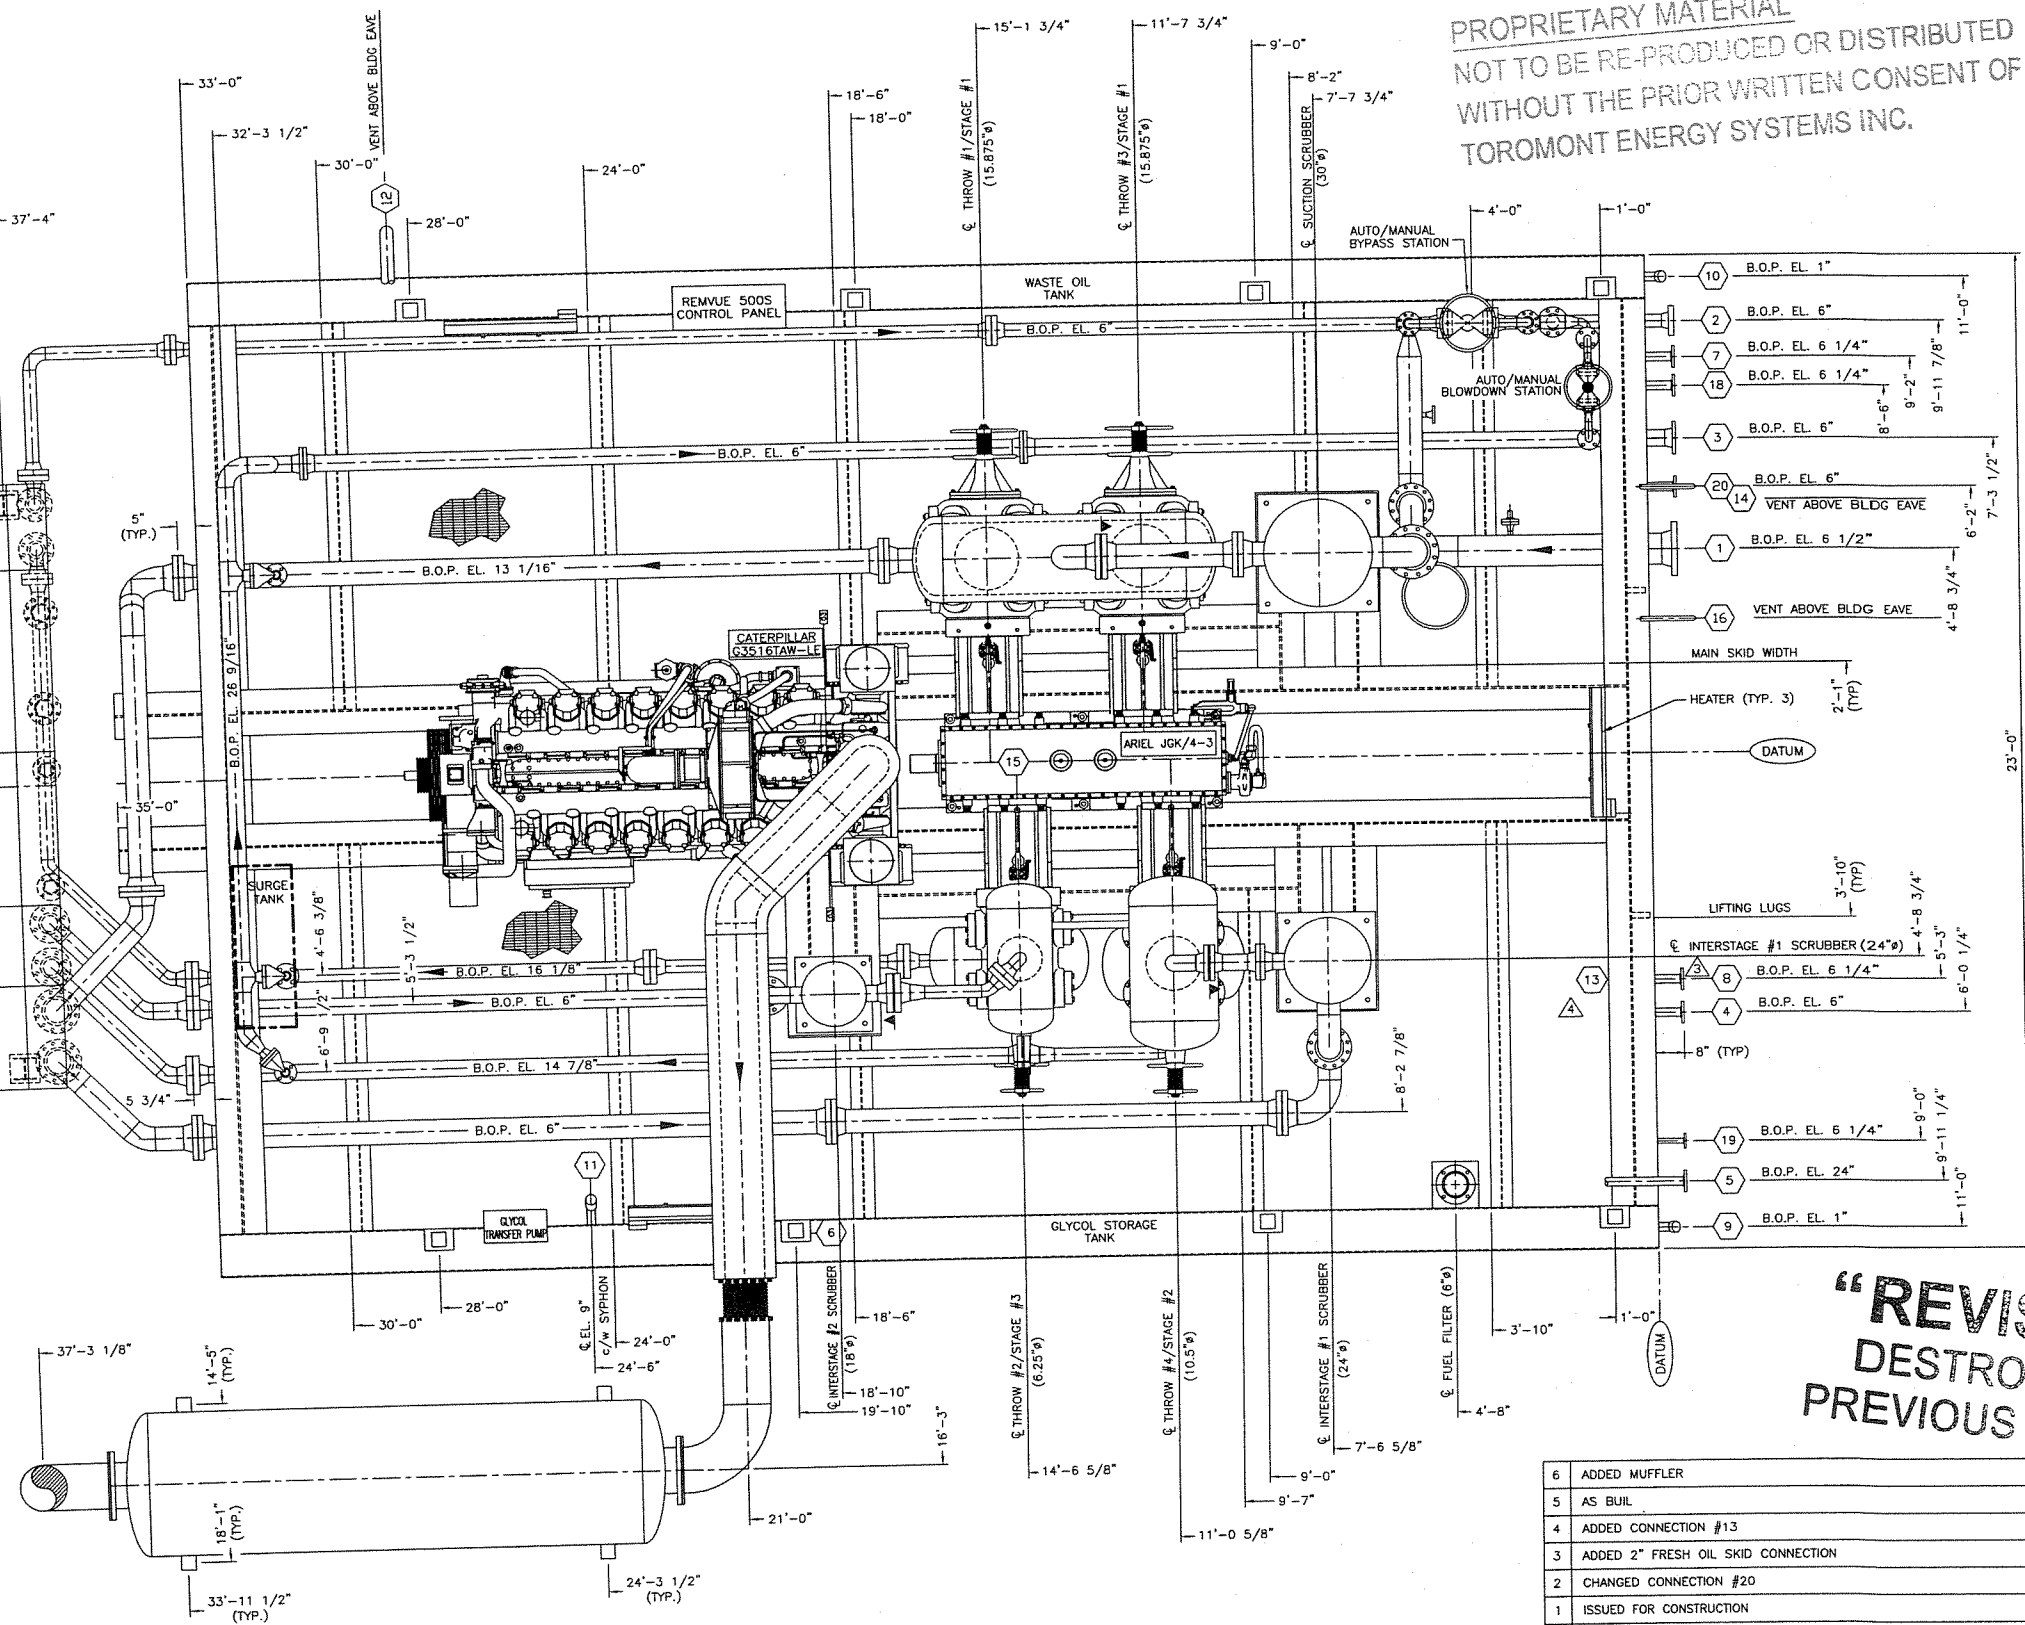 PROPRIETARY MATERIAL
NOT TO BE RE-PRODUCED OR DISTRIBUTED
WITHOUT THE PRIOR WRITTEN CONSENT OF
TOROMONT ENERGY SYSTEMS INC.
15'-1 3/4"
11'-7 3/4"
9'-0"
8'-2"
7'-7 3/4"
33'-0"
32'-3 1/2"
30'-0"
VENT ABOVE BLDG EAVE
12
28'-0"
24'-0"
18'-6"
18'-0"
℄ THROW #1/STAGE #1
(15.875"ø)
℄ THROW #3/STAGE #1
(15.875"ø)
℄ SUCTION SCRUBBER
(30"ø)
37'-4"
4'-0"
1'-0"
AUTO/MANUAL
BYPASS STATION
REMVUE 500S
CONTROL PANEL
WASTE OIL
TANK
B.O.P. EL. 6"
AUTO/MANUAL
BLOWDOWN STATION
10 B.O.P. EL. 1"
11'-0"
2 B.O.P. EL. 6"
9'-11 7/8"
7 B.O.P. EL. 6 1/4"
9'-2"
18 B.O.P. EL. 6 1/4"
8'-6"
3 B.O.P. EL. 6"
7'-3 1/2"
20 B.O.P. EL. 6"
14 VENT ABOVE BLDG EAVE
6'-2"
1 B.O.P. EL. 6 1/2"
4'-8 3/4"
16 VENT ABOVE BLDG EAVE
MAIN SKID WIDTH
2'-1"
(TYP)
HEATER (TYP. 3)
DATUM
23'-0"
B.O.P. EL. 6"
5"
(TYP.)
B.O.P. EL. 13 1/16"
B.O.P. EL. 26 9/16"
CATERPILLAR
G3516TAW-LE
ARIEL JGK/4-3
15
35'-0"
SURGE
TANK
4'-6 3/8"
5'-3 1/2"
6'-9 1/2"
B.O.P. EL. 16 1/8"
B.O.P. EL. 6"
B.O.P. EL. 14 7/8"
5 3/4"
B.O.P. EL. 6"
3'-10"
(TYP)
LIFTING LUGS
℄ INTERSTAGE #1 SCRUBBER (24"ø)
4'-8 3/4"
5'-3"
6'-0 1/4"
13
3
8 B.O.P. EL. 6 1/4"
4
4 B.O.P. EL. 6"
8" (TYP)
8'-2 7/8"
19 B.O.P. EL. 6 1/4"
9'-0"
5 B.O.P. EL. 24"
9'-11 1/4"
9 B.O.P. EL. 1"
11'-0"
11
GLYCOL
TRANSFER PUMP
6
GLYCOL STORAGE
TANK
28'-0"
30'-0"
℄ EL. 9"
c/w SYPHON
24'-0"
24'-6"
℄ INTERSTAGE #2 SCRUBBER
(18"ø)
18'-6"
18'-10"
19'-10"
℄ THROW #2/STAGE #3
(6.25"ø)
14'-6 5/8"
℄ THROW #4/STAGE #2
(10.5"ø)
11'-0 5/8"
9'-0"
9'-7"
℄ INTERSTAGE #1 SCRUBBER
(24"ø)
7'-6 5/8"
℄ FUEL FILTER (6"ø)
4'-8"
3'-10"
1'-0"
DATUM
37'-3 1/8"
14'-5"
(TYP.)
16'-3"
21'-0"
18'-1"
(TYP.)
33'-11 1/2"
(TYP.)
24'-3 1/2"
(TYP.)
"REVIS
DESTRO
PREVIOUS
6 ADDED MUFFLER
5 AS BUIL
4 ADDED CONNECTION #13
3 ADDED 2" FRESH OIL SKID CONNECTION
2 CHANGED CONNECTION #20
1 ISSUED FOR CONSTRUCTION